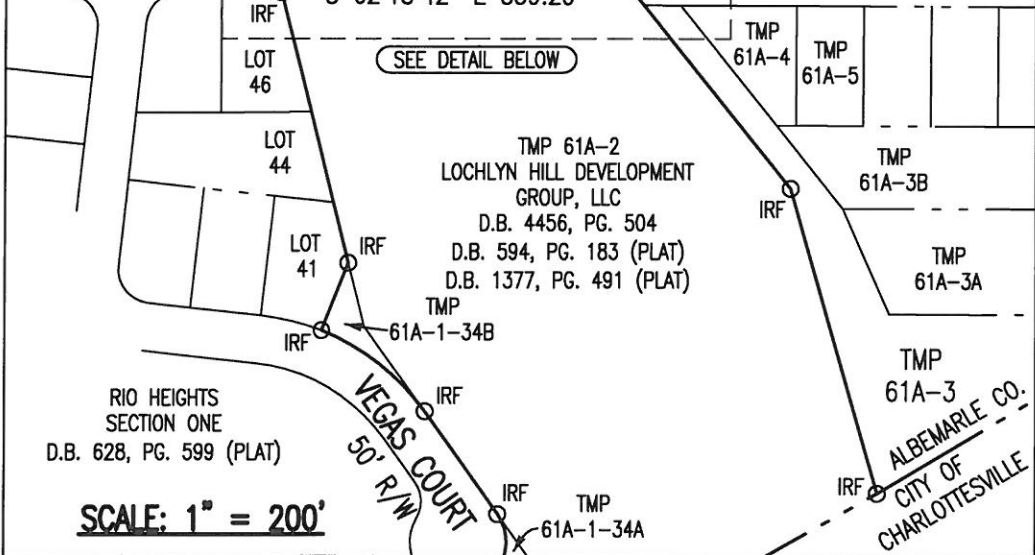 IRF
LOT
46
SEE DETAIL BELOW
TMP
61A-4
TMP
61A-5
LOT
44
TMP 61A-2
LOCHLYN HILL DEVELOPMENT
GROUP, LLC
D.B. 4456, PG. 504
D.B. 594, PG. 183 (PLAT)
D.B. 1377, PG. 491 (PLAT)
TMP
61A-3B
IRF
LOT
41
IRF
TMP
61A-3A
TMP
61A-1-34B
IRF
TMP
61A-3
RIO HEIGHTS
SECTION ONE
D.B. 628, PG. 599 (PLAT)
IRF
VEGAS COURT
50' R/W
ALBEMARLE CO.
CITY OF
CHARLOTTESVILLE
IRF
IRF
TMP
61A-1-34A
SCALE: 1" = 200'